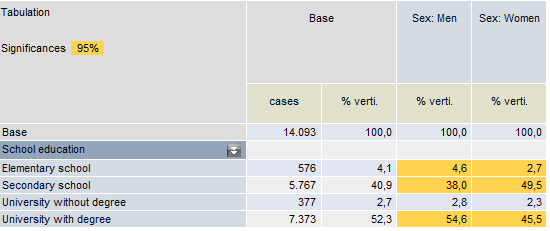 Tabulation
Significances 95%
Base Sex: Men Sex: Women
cases % verti. % verti. % verti.
Base 14.093 100,0 100,0 100,0
School education
Elementary school 576 4,1 4,6 2,7
Secondary school 5.767 40,9 38,0 49,5
University without degree 377 2,7 2,8 2,3
University with degree 7.373 52,3 54,6 45,5